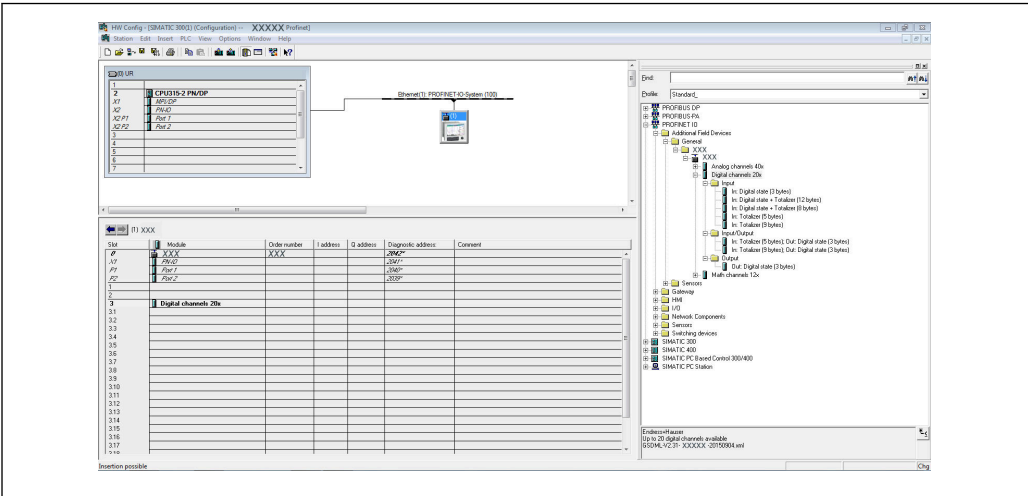 HW Config - [SIMATIC 300(1) (Configuration) -- XXXXX Profinet]
Station Edit Insert PLC View Options Window Help
(0) UR
1
2 CPU315-2 PN/DP
X1 MPI/DP
X2 PN-IO
X2 P1 Port 1
X2 P2 Port 2
3
4
5
6
7
Ethernet(1): PROFINET-IO-System (100)
(1)
(1) XXX
Slot Module Order number I address Q address Diagnostic address: Comment
0 XXX XXX 2042*
X1 PN-IO 2041*
P1 Port 1 2040*
P2 Port 2 2039*
1
2
3 Digital channels 20x
3.1
3.2
3.3
3.4
3.5
3.6
3.7
3.8
3.9
3.10
3.11
3.12
3.13
3.14
3.15
3.16
3.17
3.18
Find:
Profile: Standard_
PROFIBUS DP
PROFIBUS-PA
PROFINET IO
Additional Field Devices
General
XXX
XXX
Analog channels 40x
Digital channels 20x
Input
In: Digital state (3 bytes)
In: Digital state + Totalizer (12 bytes)
In: Digital state + Totalizer (8 bytes)
In: Totalizer (5 bytes)
In: Totalizer (9 bytes)
Input/Output
In: Totalizer (5 bytes); Out: Digital state (3 bytes)
In: Totalizer (9 bytes); Out: Digital state (3 bytes)
Output
Out: Digital state (3 bytes)
Math channels 12x
Sensors
Gateway
HMI
I/O
Network Components
Sensors
Switching devices
SIMATIC 300
SIMATIC 400
SIMATIC PC Based Control 300/400
SIMATIC PC Station
Endress+Hauser
Up to 20 digital channels available
GSDML-V2.31- XXXXX -20150904.xml
Insertion possible
Chg